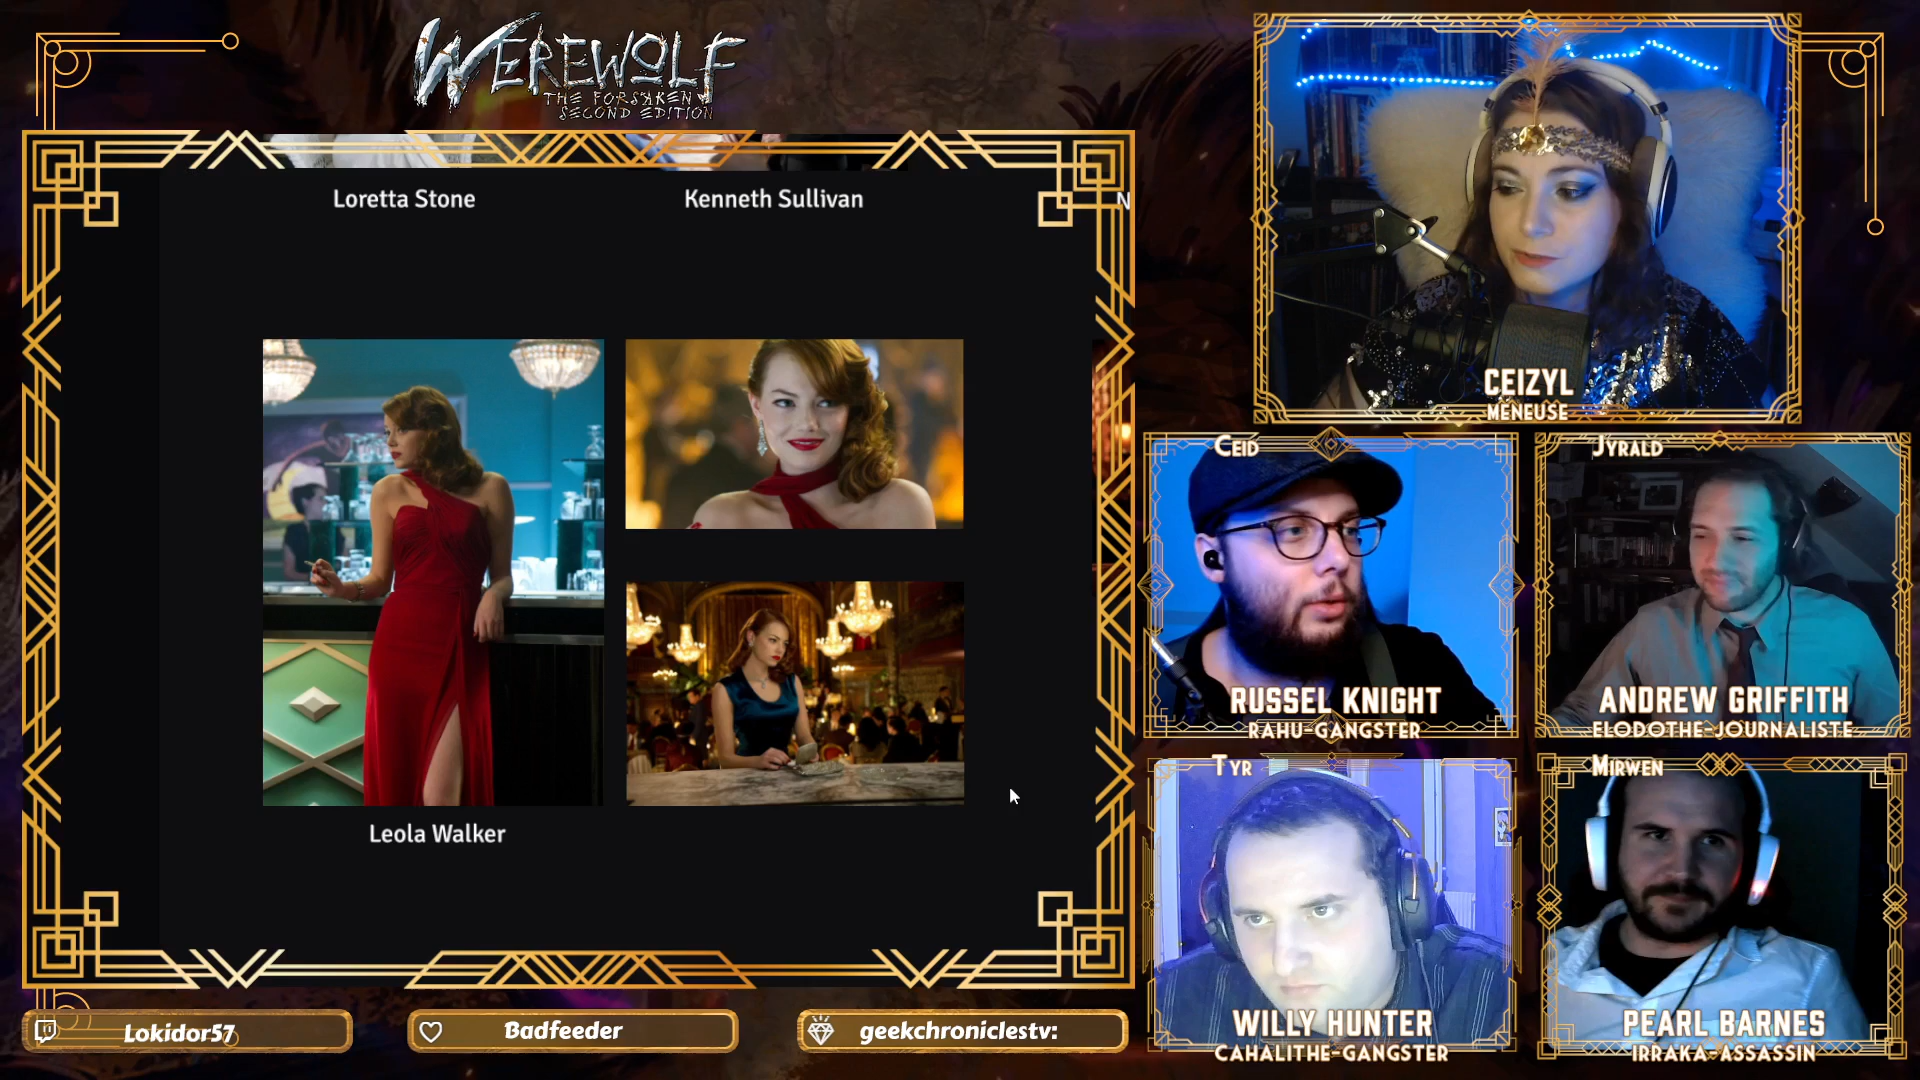 WEREWOLF
THE FORSAKEN
SECOND EDITION
Loretta Stone
Kenneth Sullivan
N
Leola Walker
CEIZYL
MENEUSE
CEID
RUSSEL KNIGHT
RAHU-GANGSTER
JYRALD
ANDREW GRIFFITH
ELODOTHE-JOURNALISTE
TYR
WILLY HUNTER
CAHALITHE-GANGSTER
MIRWEN
PEARL BARNES
IRRAKA-ASSASSIN
Lokidor57
Badfeeder
geekchroniclestv: